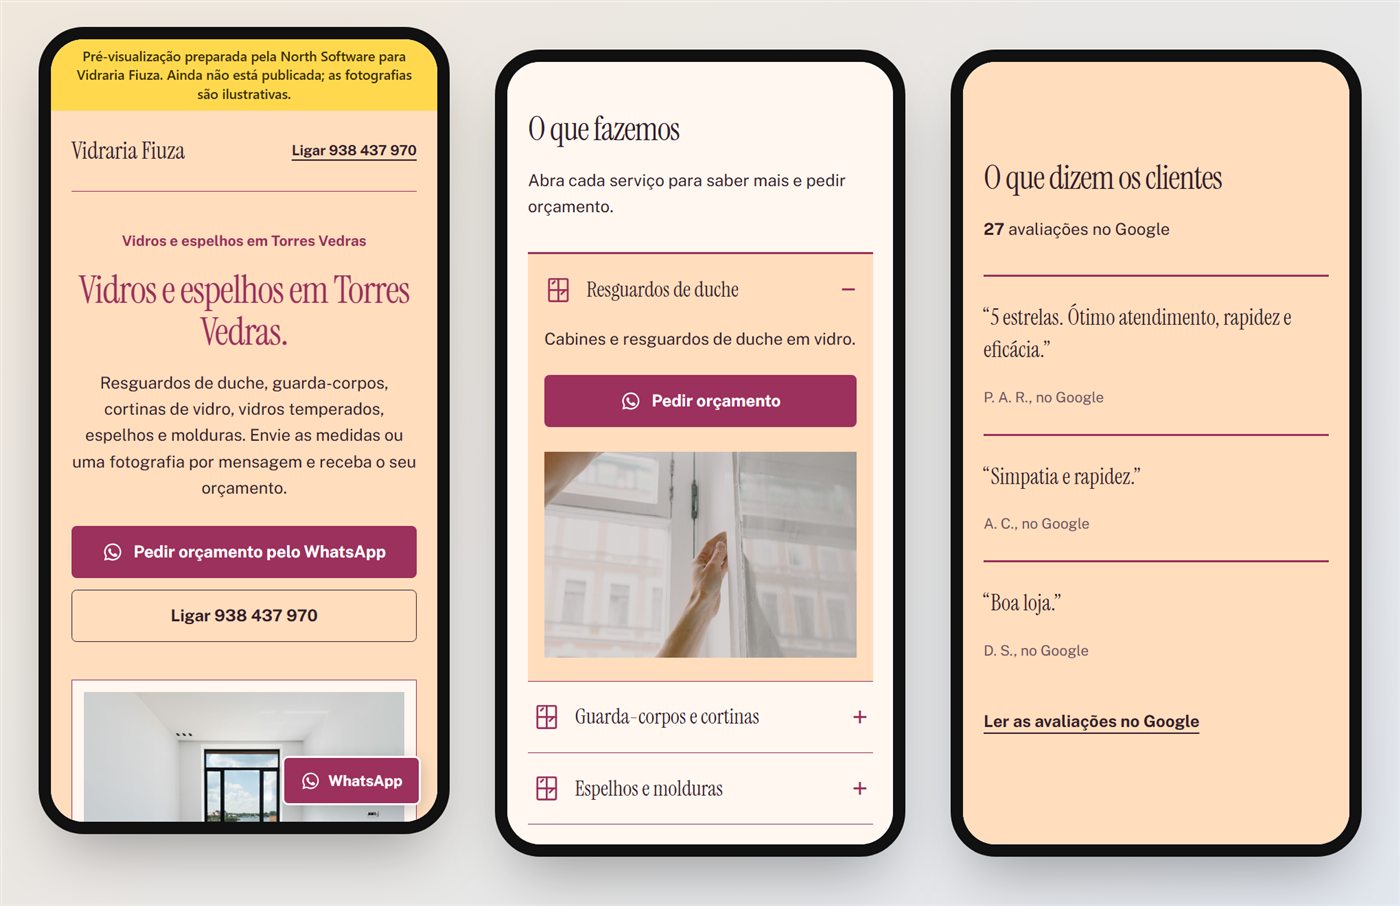 Pré-visualização preparada pela North Software para
Vidraria Fiuza. Ainda não está publicada; as fotografias
são ilustrativas.
Vidraria Fiuza
Ligar 938 437 970
Vidros e espelhos em Torres Vedras
Vidros e espelhos em Torres
Vedras.
Resguardos de duche, guarda-corpos,
cortinas de vidro, vidros temperados,
espelhos e molduras. Envie as medidas ou
uma fotografia por mensagem e receba o seu
orçamento.
Pedir orçamento pelo WhatsApp
Ligar 938 437 970
WhatsApp
O que fazemos
Abra cada serviço para saber mais e pedir
orçamento.
Resguardos de duche
Cabines e resguardos de duche em vidro.
Pedir orçamento
Guarda-corpos e cortinas
Espelhos e molduras
O que dizem os clientes
27 avaliações no Google
“5 estrelas. Ótimo atendimento, rapidez e
eficácia.”
P. A. R., no Google
“Simpatia e rapidez.”
A. C., no Google
“Boa loja.”
D. S., no Google
Ler as avaliações no Google